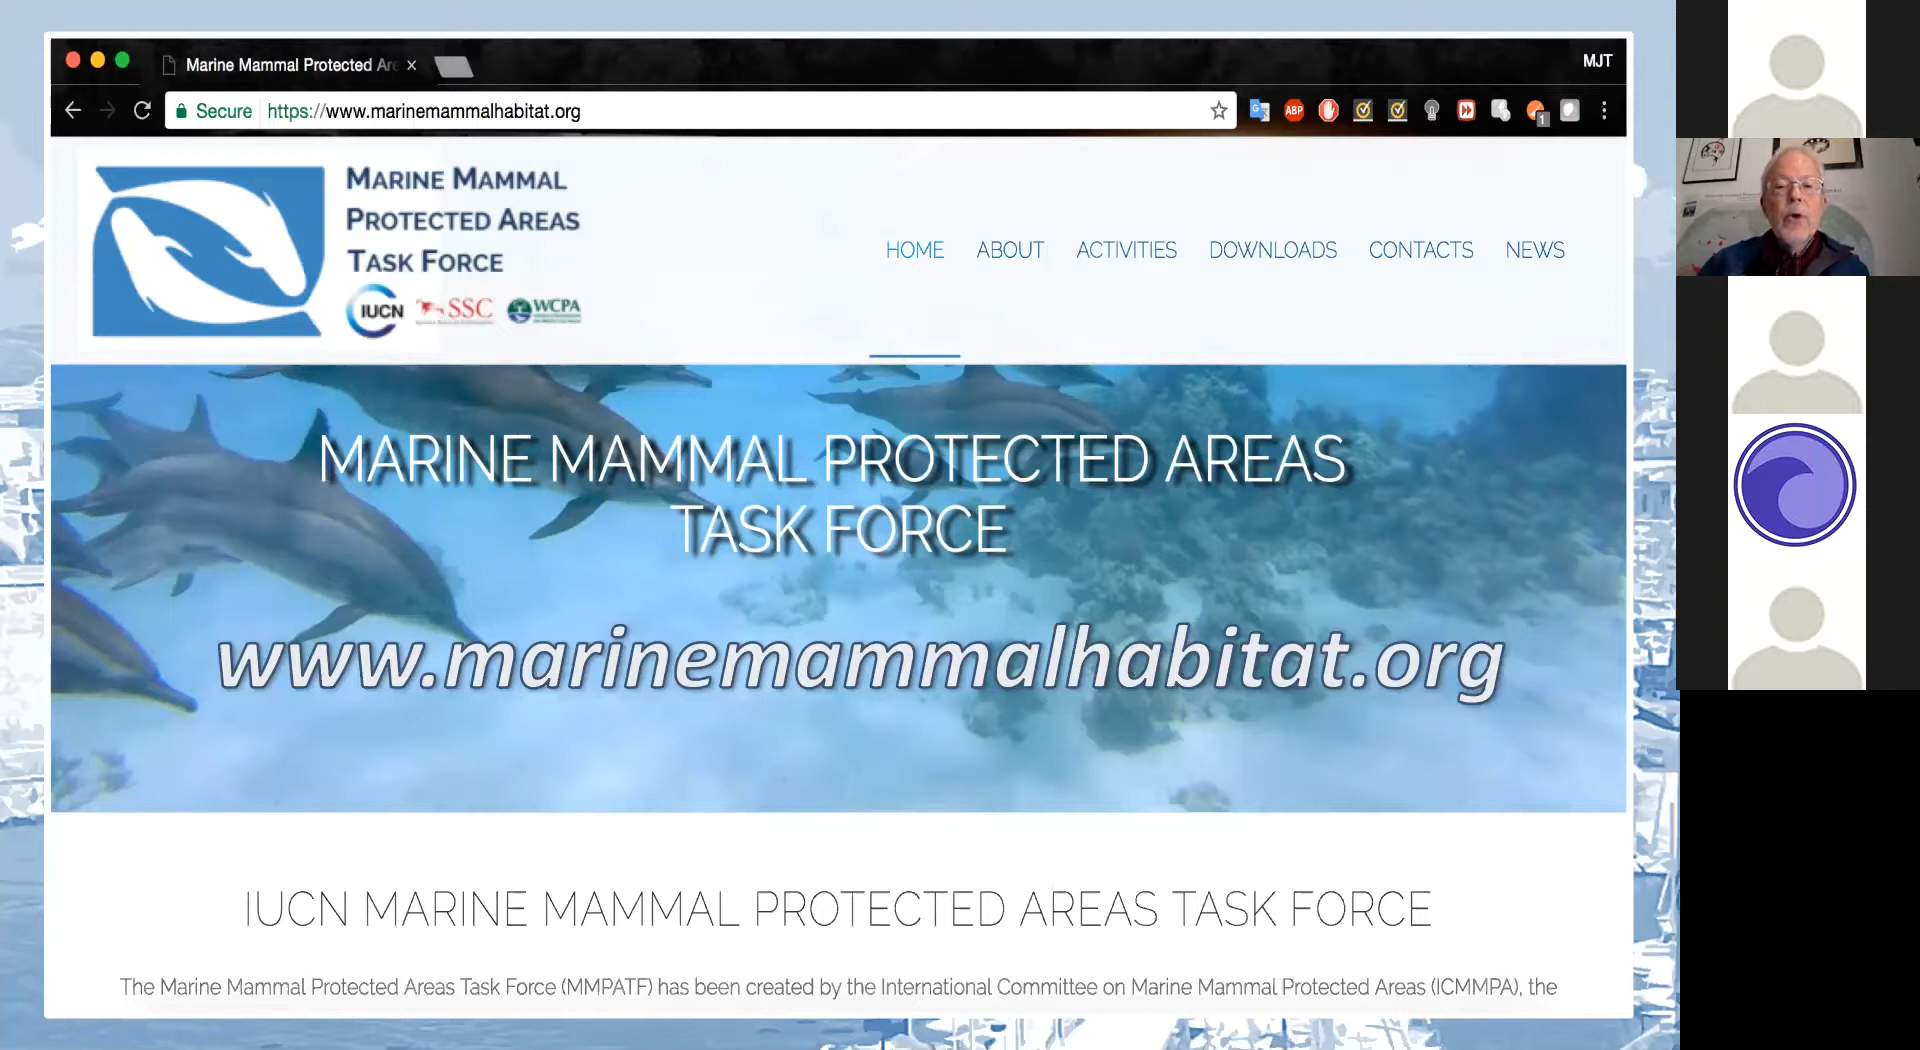 Marine Mammal Protected Are
MJT
Secure https://www.marinemammalhabitat.org
ABP
1
MARINE MAMMAL
PROTECTED AREAS
TASK FORCE
IUCN SSC WCPA
HOME ABOUT ACTIVITIES DOWNLOADS CONTACTS NEWS
MARINE MAMMAL PROTECTED AREAS
TASK FORCE
www.marinemammalhabitat.org
IUCN MARINE MAMMAL PROTECTED AREAS TASK FORCE
The Marine Mammal Protected Areas Task Force (MMPATF) has been created by the International Committee on Marine Mammal Protected Areas (ICMMPA), the